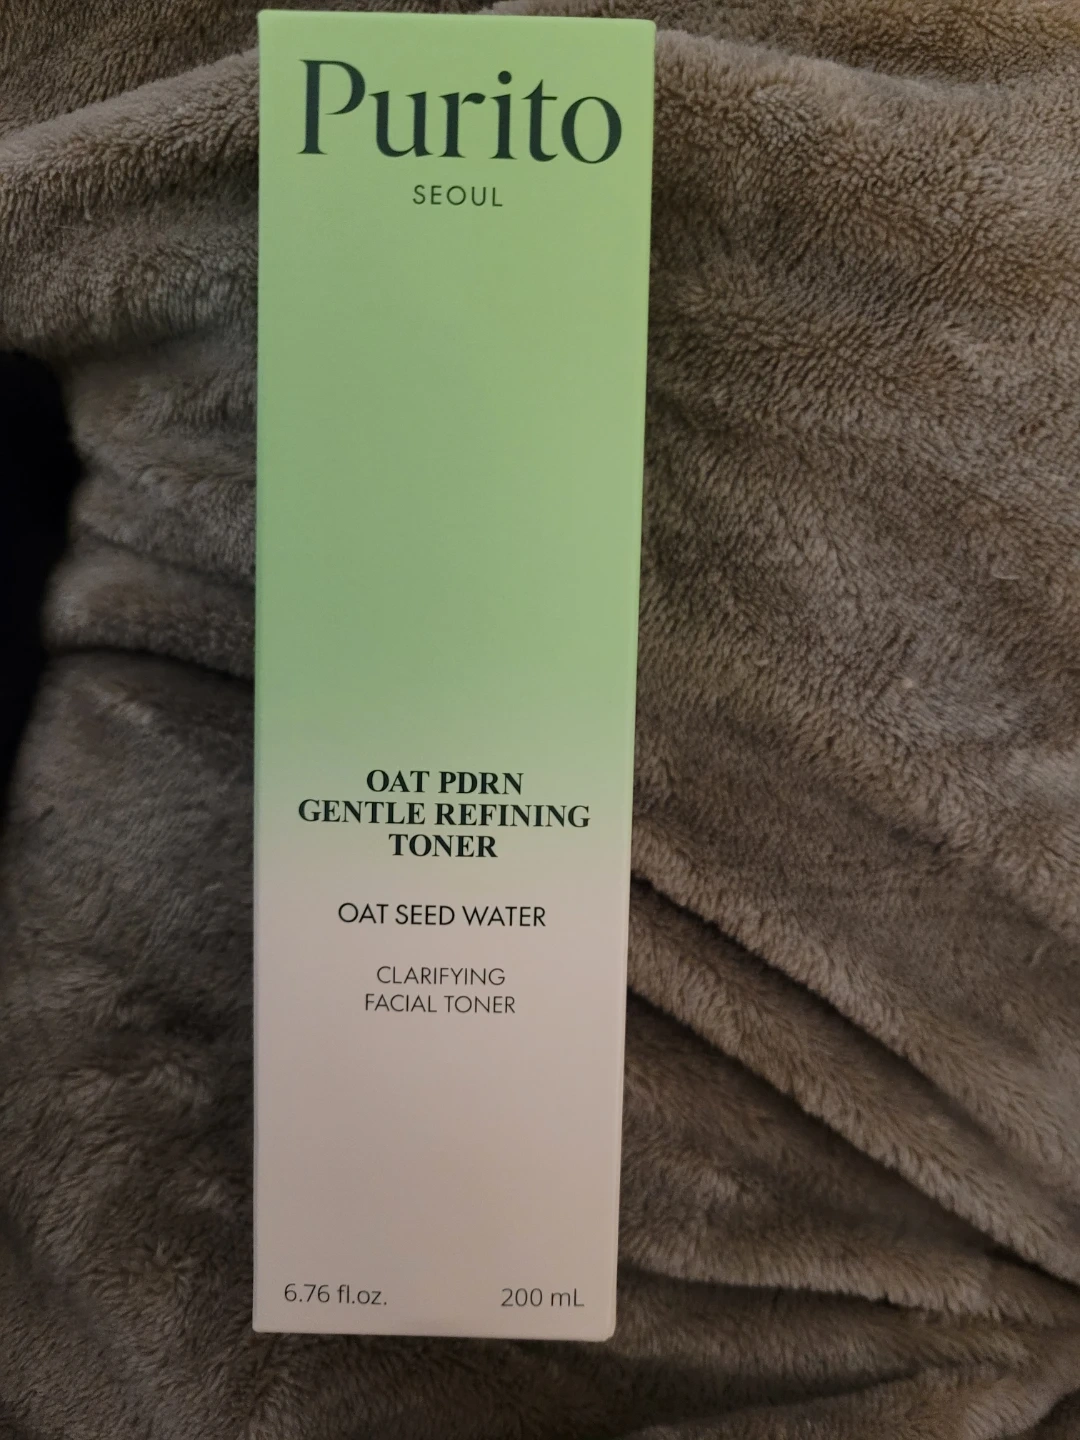 Purito
SEOUL
OAT PDRN
GENTLE REFINING
TONER
OAT SEED WATER
CLARIFYING
FACIAL TONER
6.76 fl.oz. 200 mL